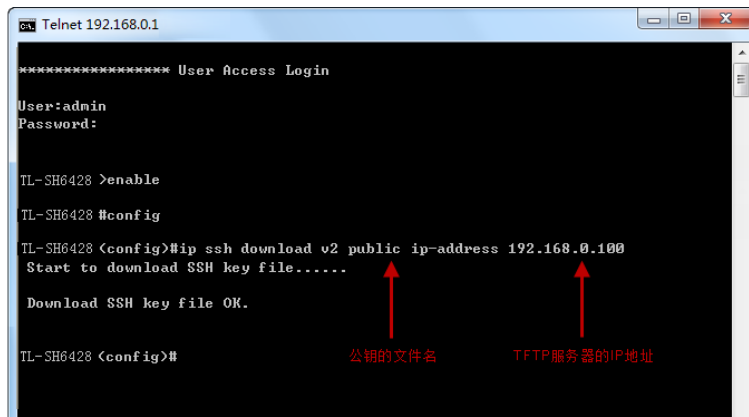 Telnet 192.168.0.1
***************** User Access Login
User:admin
Password:
TL-SH6428 >enable
TL-SH6428 #config
TL-SH6428 (config)#ip ssh download v2 public ip-address 192.168.0.100
Start to download SSH key file......
Download SSH key file OK.
TL-SH6428 (config)#
公钥的文件名
TFTP服务器的IP地址